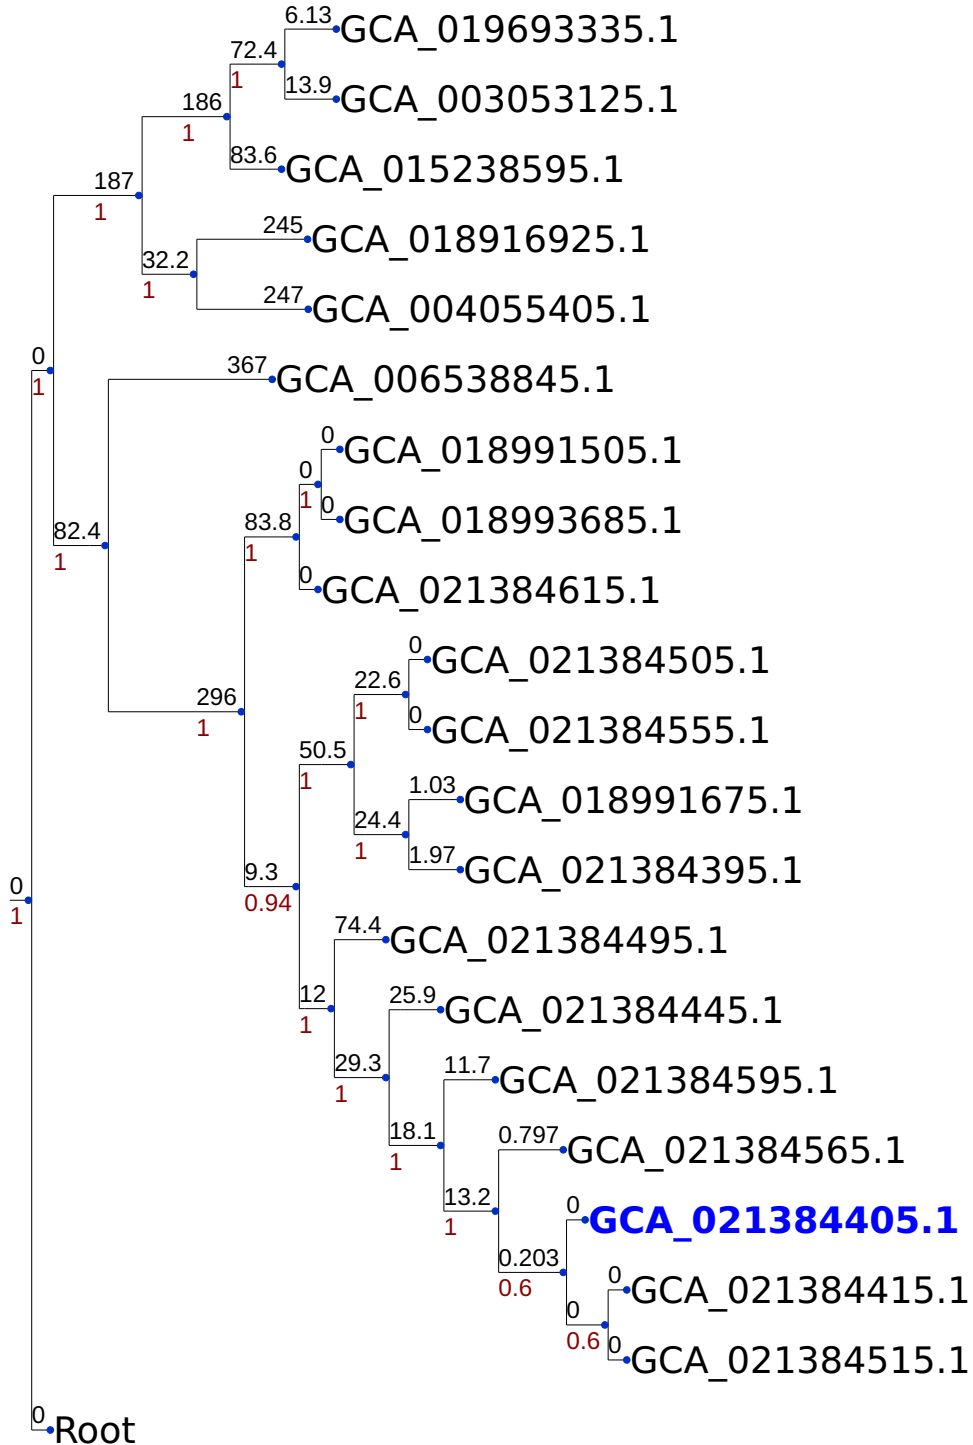 6.13
GCA_019693335.1
72.4
1
13.9
GCA_003053125.1
186
1
83.6
GCA_015238595.1
187
1
245
GCA_018916925.1
32.2
1
247
GCA_004055405.1
0
1
367
GCA_006538845.1
0
GCA_018991505.1
0
1
0
GCA_018993685.1
83.8
1
82.4
1
0
GCA_021384615.1
0
GCA_021384505.1
22.6
1
296
1
0
GCA_021384555.1
50.5
1
1.03
GCA_018991675.1
24.4
1
1.97
GCA_021384395.1
9.3
0.94
0
1
74.4
GCA_021384495.1
12
1
25.9
GCA_021384445.1
29.3
1
11.7
GCA_021384595.1
18.1
1
0.797
GCA_021384565.1
13.2
1
0
GCA_021384405.1
0.203
0.6
0
GCA_021384415.1
0
0.6
0
GCA_021384515.1
0
Root